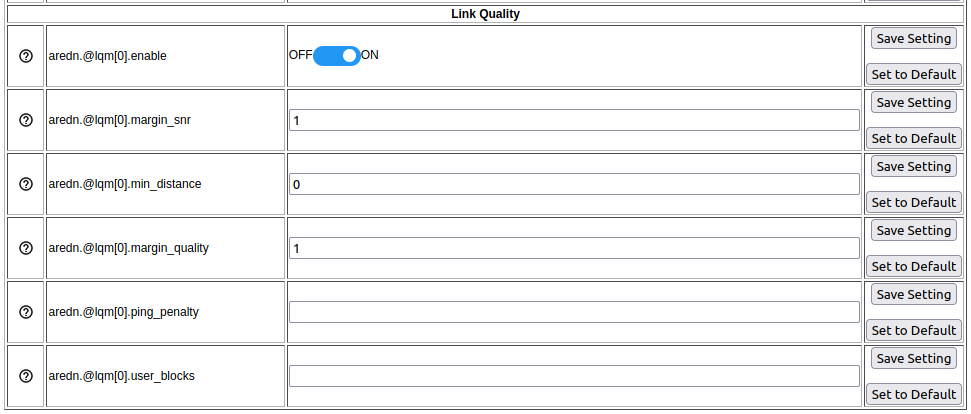 Link Quality
aredn.@lqm[0].enable
OFF ON
Save Setting
Set to Default
aredn.@lqm[0].margin_snr
1
Save Setting
Set to Default
aredn.@lqm[0].min_distance
0
Save Setting
Set to Default
aredn.@lqm[0].margin_quality
1
Save Setting
Set to Default
aredn.@lqm[0].ping_penalty
Save Setting
Set to Default
aredn.@lqm[0].user_blocks
Save Setting
Set to Default